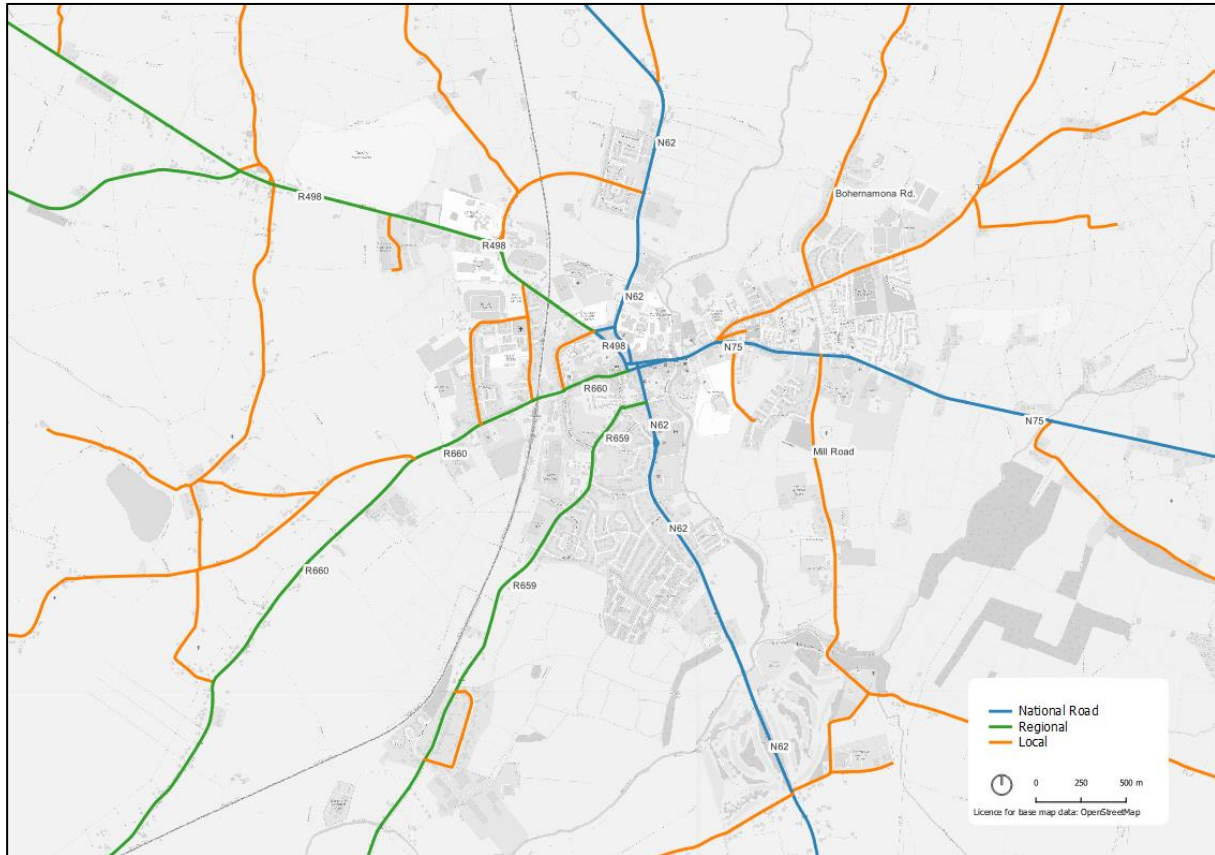 N62
Bohernamona Rd.
R498
R498
N62
R498
N75
R660
N75
N62
R659
Mill Road
R660
N62
R660
R659
N62
National Road
Regional
Local
0 250 500 m
Licence for base map data: OpenStreetMap